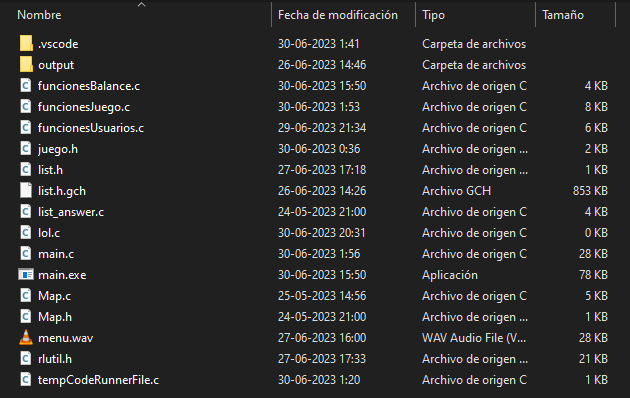 Nombre Fecha de modificación Tipo Tamaño
.vscode 30-06-2023 1:41 Carpeta de archivos
output 26-06-2023 14:46 Carpeta de archivos
funcionesBalance.c 30-06-2023 15:50 Archivo de origen C 4 KB
funcionesJuego.c 30-06-2023 1:53 Archivo de origen C 8 KB
funcionesUsuarios.c 29-06-2023 21:34 Archivo de origen C 6 KB
juego.h 30-06-2023 0:36 Archivo de origen ... 2 KB
list.h 27-06-2023 17:18 Archivo de origen ... 1 KB
list.h.gch 26-06-2023 14:26 Archivo GCH 853 KB
list_answer.c 24-05-2023 21:00 Archivo de origen C 4 KB
lol.c 30-06-2023 20:31 Archivo de origen C 0 KB
main.c 30-06-2023 1:56 Archivo de origen C 28 KB
main.exe 30-06-2023 15:50 Aplicación 78 KB
Map.c 25-05-2023 14:56 Archivo de origen C 5 KB
Map.h 24-05-2023 21:00 Archivo de origen ... 1 KB
menu.wav 27-06-2023 16:00 WAV Audio File (V... 28 KB
rlutil.h 27-06-2023 17:33 Archivo de origen ... 21 KB
tempCodeRunnerFile.c 30-06-2023 1:20 Archivo de origen C 1 KB